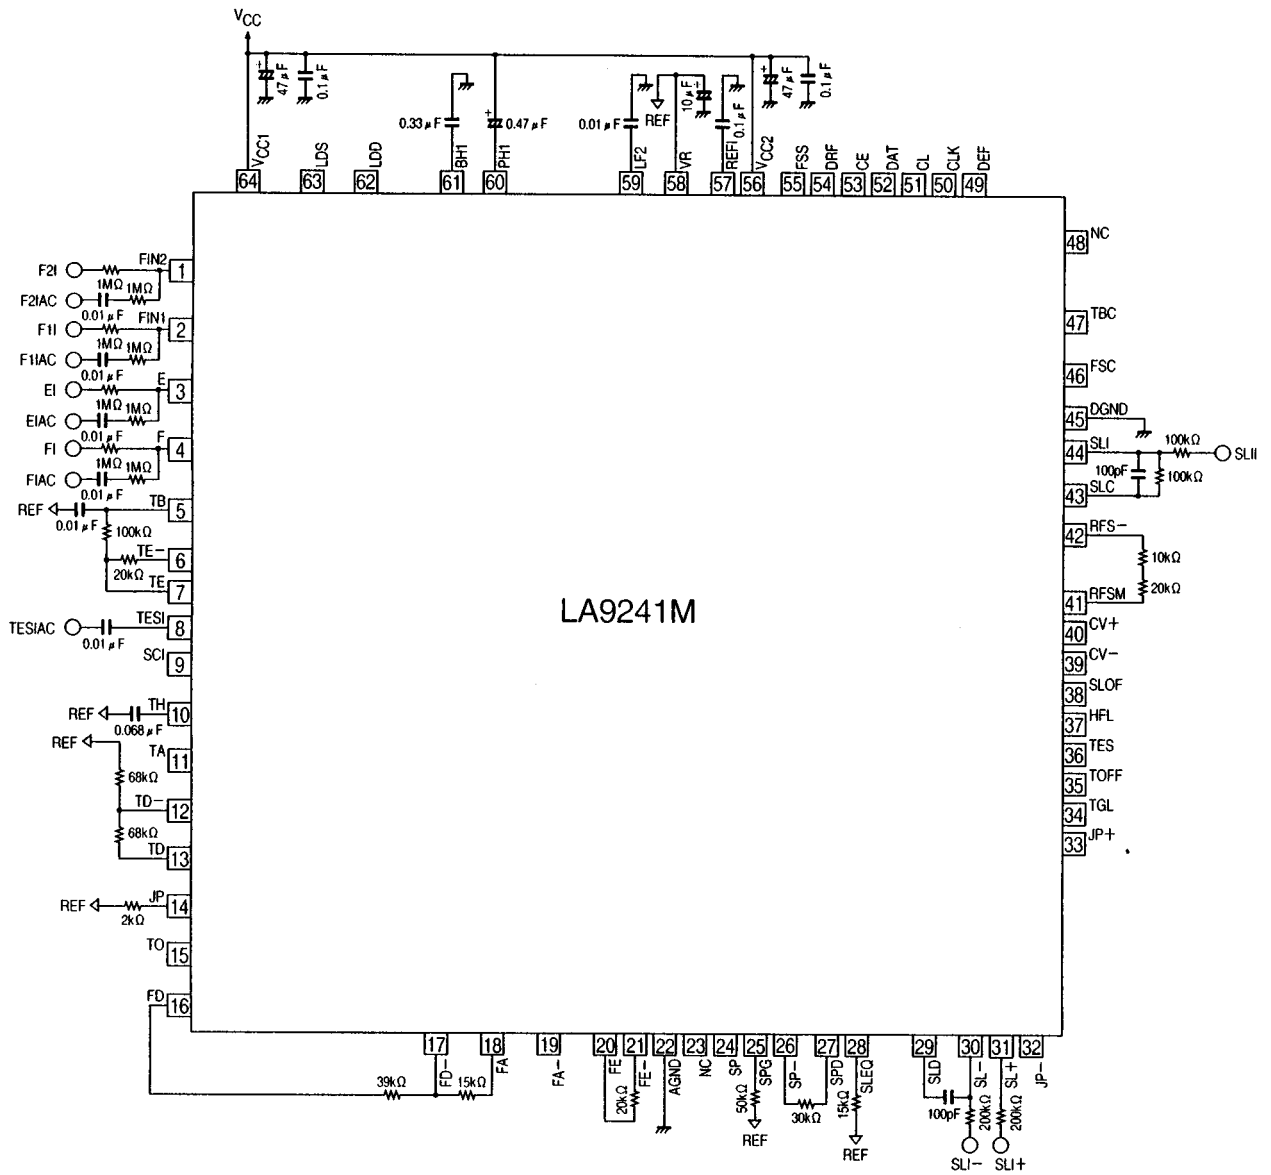 VCC
47μF
0.1μF
0.33μF
0.47μF
0.01μF
REF
10μF
0.1μF
47μF
0.1μF
VCC1
LDS
LDD
BH1
PH1
LF2
VR
REFI
VCC2
FSS
DRF
CE
DAT
CL
CLK
DEF
64
63
62
61
60
59
58
57
56
55
54
53
52
51
50
49
F2I
FIN2
1
1MΩ
1MΩ
F2IAC
0.01μF
F1I
FIN1
2
1MΩ
1MΩ
F1IAC
0.01μF
EI
E
3
1MΩ
1MΩ
EIAC
0.01μF
FI
F
4
1MΩ
1MΩ
FIAC
0.01μF
REF
TB
5
0.01μF
100kΩ
TE-
6
20kΩ
TE
7
TESIAC
TESI
8
0.01μF
SCI
9
REF
TH
10
0.068μF
REF
TA
11
68kΩ
TD-
12
68kΩ
TD
13
REF
JP
14
2kΩ
TO
15
FD
16
LA9241M
48
NC
47
TBC
46
FSC
45
DGND
44
SLI
100kΩ
SLII
100pF
100kΩ
43
SLC
42
RFS-
10kΩ
20kΩ
41
RFSM
40
CV+
39
CV-
38
SLOF
37
HFL
36
TES
35
TOFF
34
TGL
33
JP+
17
18
19
20
21
22
23
24
25
26
27
28
29
30
31
32
FD-
FA
FA-
FE
FE-
AGND
NC
SP
SPG
SP-
SPD
SLEQ
SLD
SL-
SL+
JP-
39kΩ
15kΩ
20kΩ
50kΩ
30kΩ
15kΩ
100pF
200kΩ
200kΩ
REF
REF
SLI-
SLI+